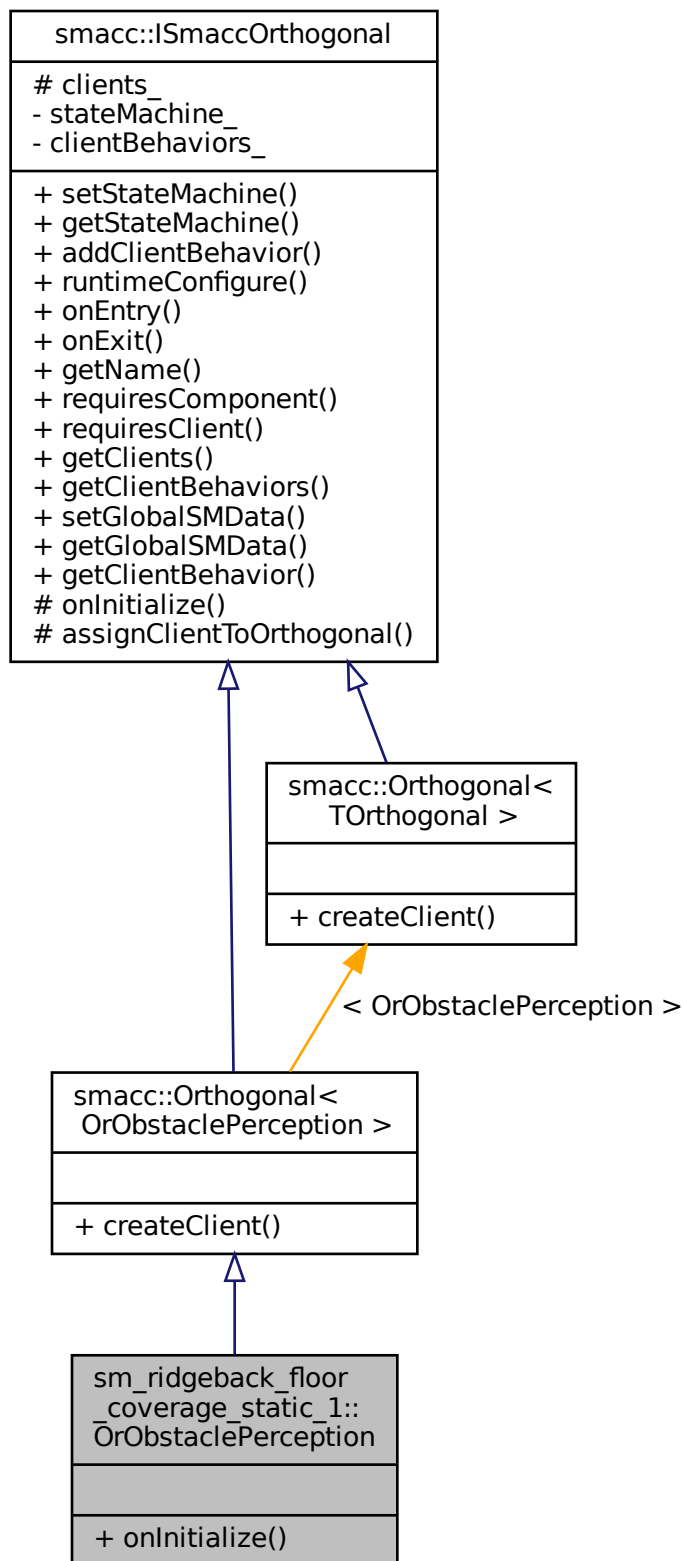 smacc::ISmaccOrthogonal
# clients_
- stateMachine_
- clientBehaviors_
+ setStateMachine()
+ getStateMachine()
+ addClientBehavior()
+ runtimeConfigure()
+ onEntry()
+ onExit()
+ getName()
+ requiresComponent()
+ requiresClient()
+ getClients()
+ getClientBehaviors()
+ setGlobalSMData()
+ getGlobalSMData()
+ getClientBehavior()
# onInitialize()
# assignClientToOrthogonal()
smacc::Orthogonal<
TOrthogonal >
+ createClient()
< OrObstaclePerception >
smacc::Orthogonal<
OrObstaclePerception >
+ createClient()
sm_ridgeback_floor
_coverage_static_1::
OrObstaclePerception
+ onInitialize()